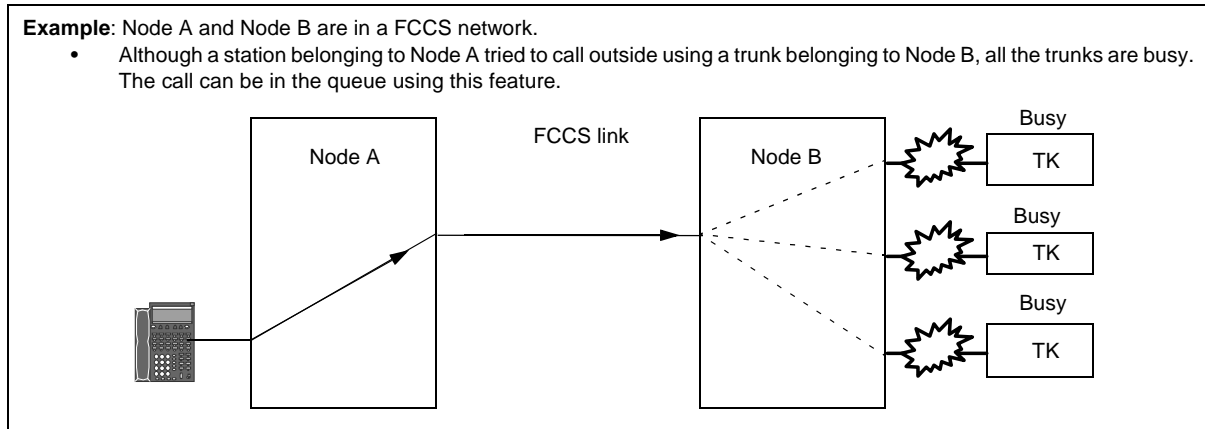 Example: Node A and Node B are in a FCCS network.
• Although a station belonging to Node A tried to call outside using a trunk belonging to Node B, all the trunks are busy.
The call can be in the queue using this feature.
Busy
FCCS link
Node A
Node B
TK
Busy
TK
Busy
TK